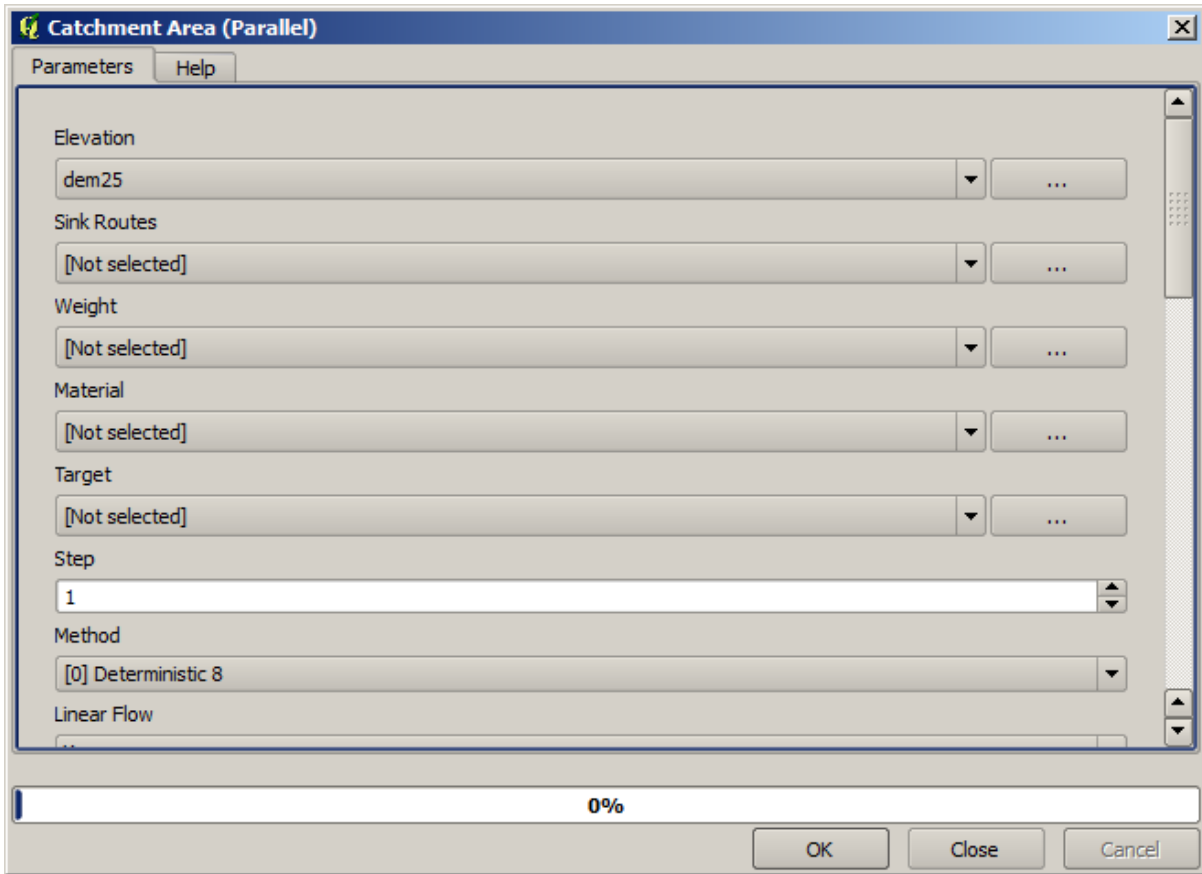 Catchment Area (Parallel)
Parameters Help
Elevation
dem25 ...
Sink Routes
[Not selected] ...
Weight
[Not selected] ...
Material
[Not selected] ...
Target
[Not selected] ...
Step
1
Method
[0] Deterministic 8
Linear Flow
0%
OK Close Cancel